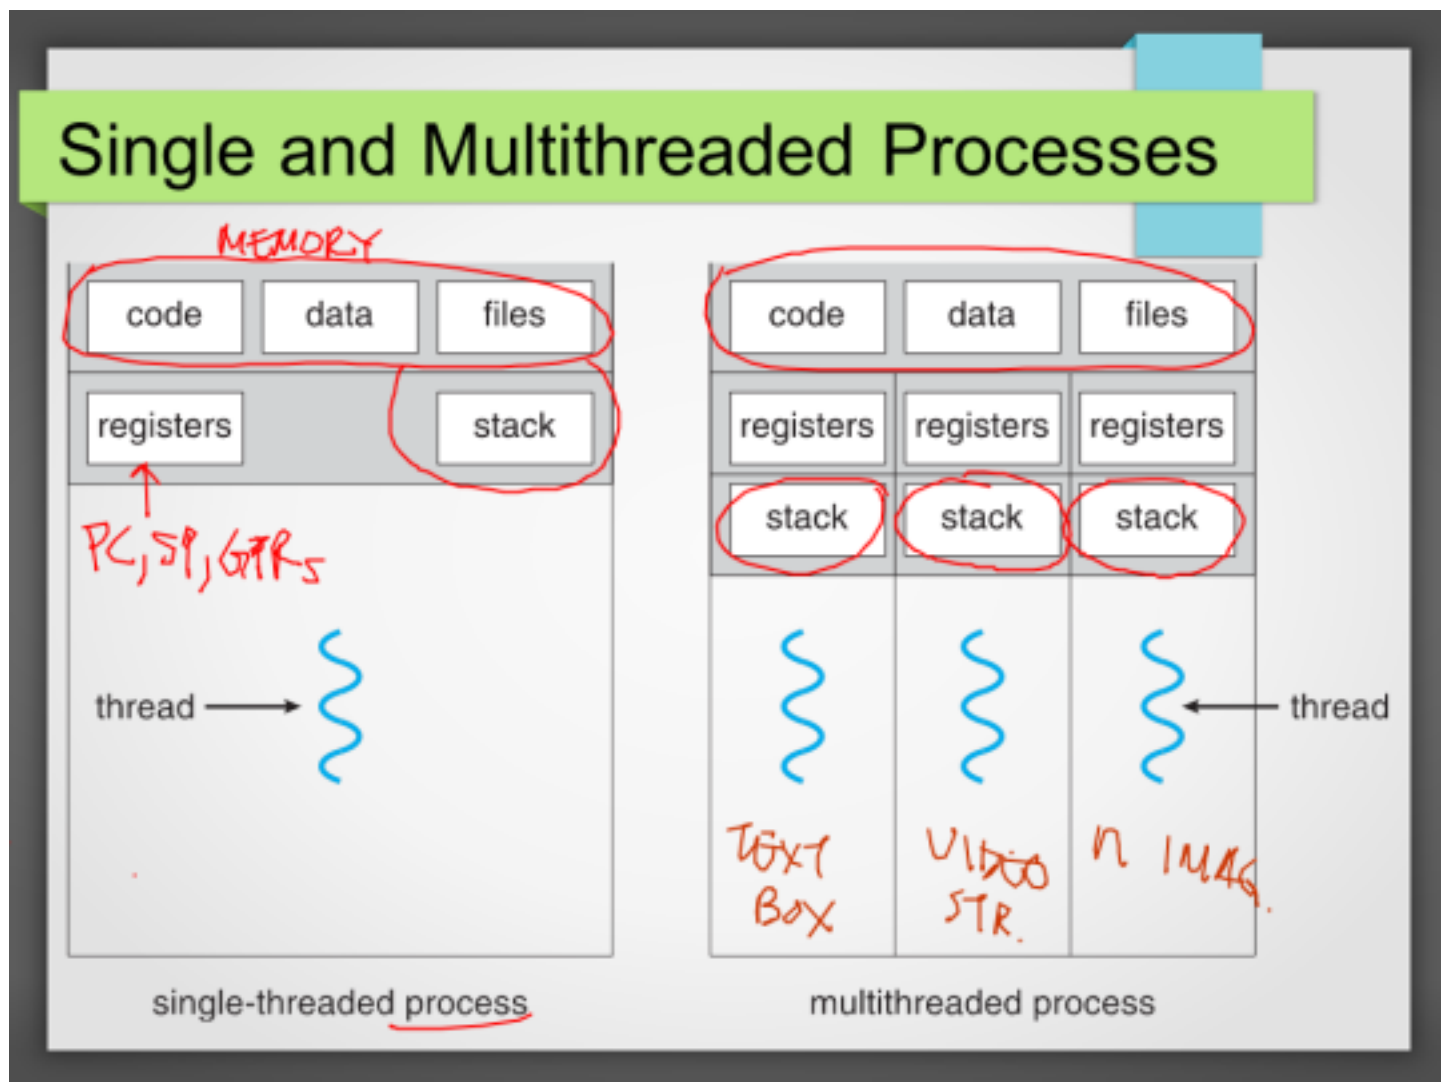 Single and Multithreaded Processes
MEMORY
code data files
registers stack
PC, SP, GPRs
thread
single-threaded process
code data files
registers registers registers
stack stack stack
thread
TEXT BOX
VIDEO STR.
n IMAG.
multithreaded process